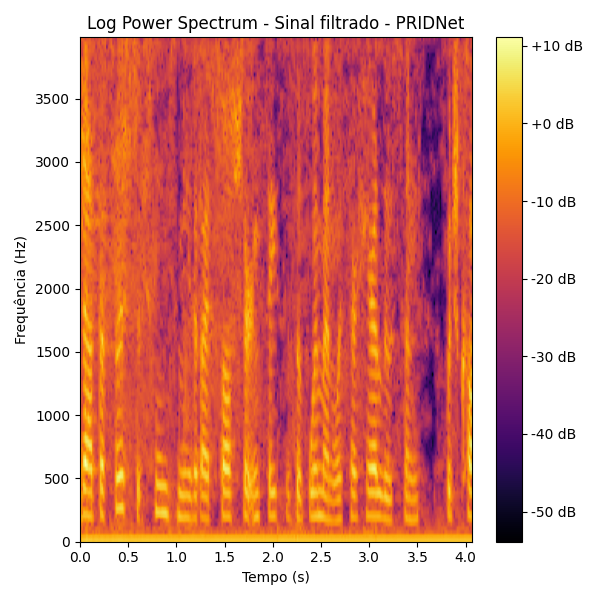 Log Power Spectrum - Sinal filtrado - PRIDNet
Frequência (Hz)
3500
3000
2500
2000
1500
1000
500
0
0.0 0.5 1.0 1.5 2.0 2.5 3.0 3.5 4.0
Tempo (s)
+10 dB
+0 dB
-10 dB
-20 dB
-30 dB
-40 dB
-50 dB